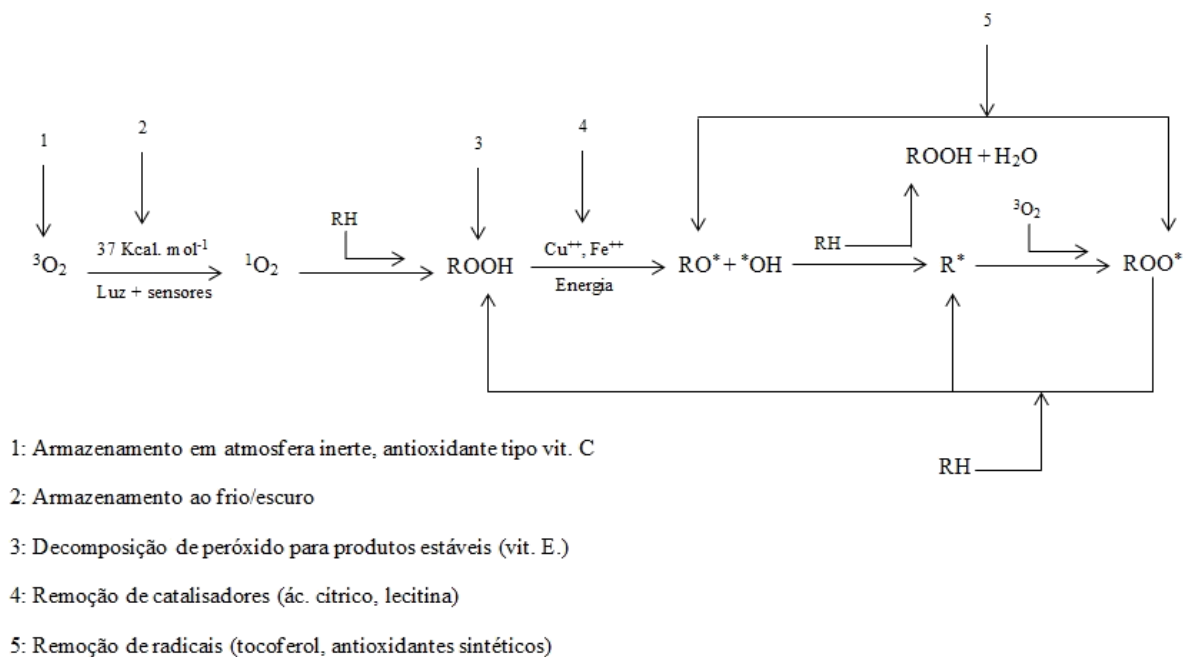 5
1
2
3
4
ROOH + H₂O
RH
³O₂
³O₂
37 Kcal. mol⁻¹
Luz + sensores
¹O₂
ROOH
Cu⁺⁺, Fe⁺⁺
Energia
RO* + *OH
RH
R*
ROO*
RH
1: Armazenamento em atmosfera inerte, antioxidante tipo vit. C
2: Armazenamento ao frio/escuro
3: Decomposição de peróxido para produtos estáveis (vit. E.)
4: Remoção de catalisadores (ác. cítrico, lecitina)
5: Remoção de radicais (tocoferol, antioxidantes sintéticos)